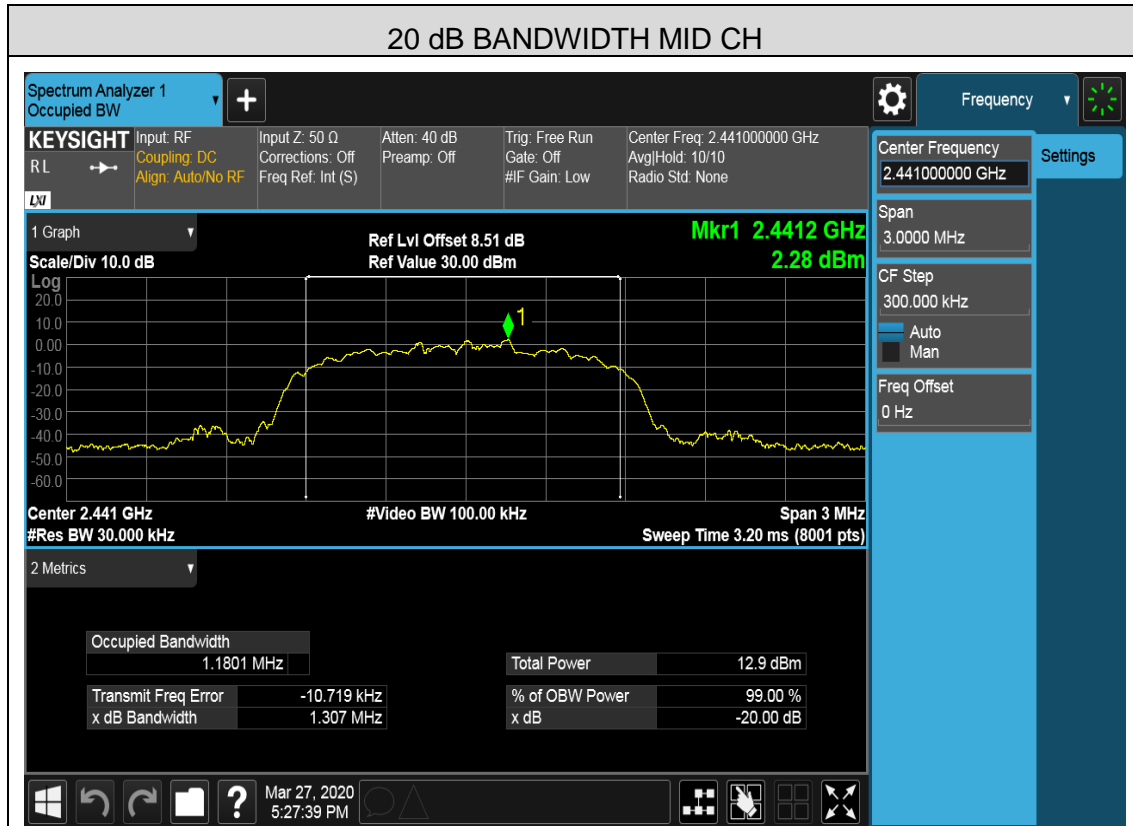 20 dB BANDWIDTH MID CH
Spectrum Analyzer 1
Occupied BW
+
Frequency
KEYSIGHT
RL
LXI
Input: RF
Coupling: DC
Align: Auto/No RF
Input Z: 50 Ω
Corrections: Off
Freq Ref: Int (S)
Atten: 40 dB
Preamp: Off
Trig: Free Run
Gate: Off
#IF Gain: Low
Center Freq: 2.441000000 GHz
Avg|Hold: 10/10
Radio Std: None
Center Frequency
2.441000000 GHz
Settings
Span
3.0000 MHz
CF Step
300.000 kHz
Auto
Man
Freq Offset
0 Hz
1 Graph
Scale/Div 10.0 dB
Ref Lvl Offset 8.51 dB
Ref Value 30.00 dBm
Mkr1 2.4412 GHz
2.28 dBm
Log
20.0
10.0
0.00
-10.0
-20.0
-30.0
-40.0
-50.0
-60.0
1
Center 2.441 GHz
#Video BW 100.00 kHz
Span 3 MHz
#Res BW 30.000 kHz
Sweep Time 3.20 ms (8001 pts)
2 Metrics
Occupied Bandwidth
1.1801 MHz
Total Power 12.9 dBm
Transmit Freq Error -10.719 kHz
% of OBW Power 99.00 %
x dB Bandwidth 1.307 MHz
x dB -20.00 dB
?
Mar 27, 2020
5:27:39 PM